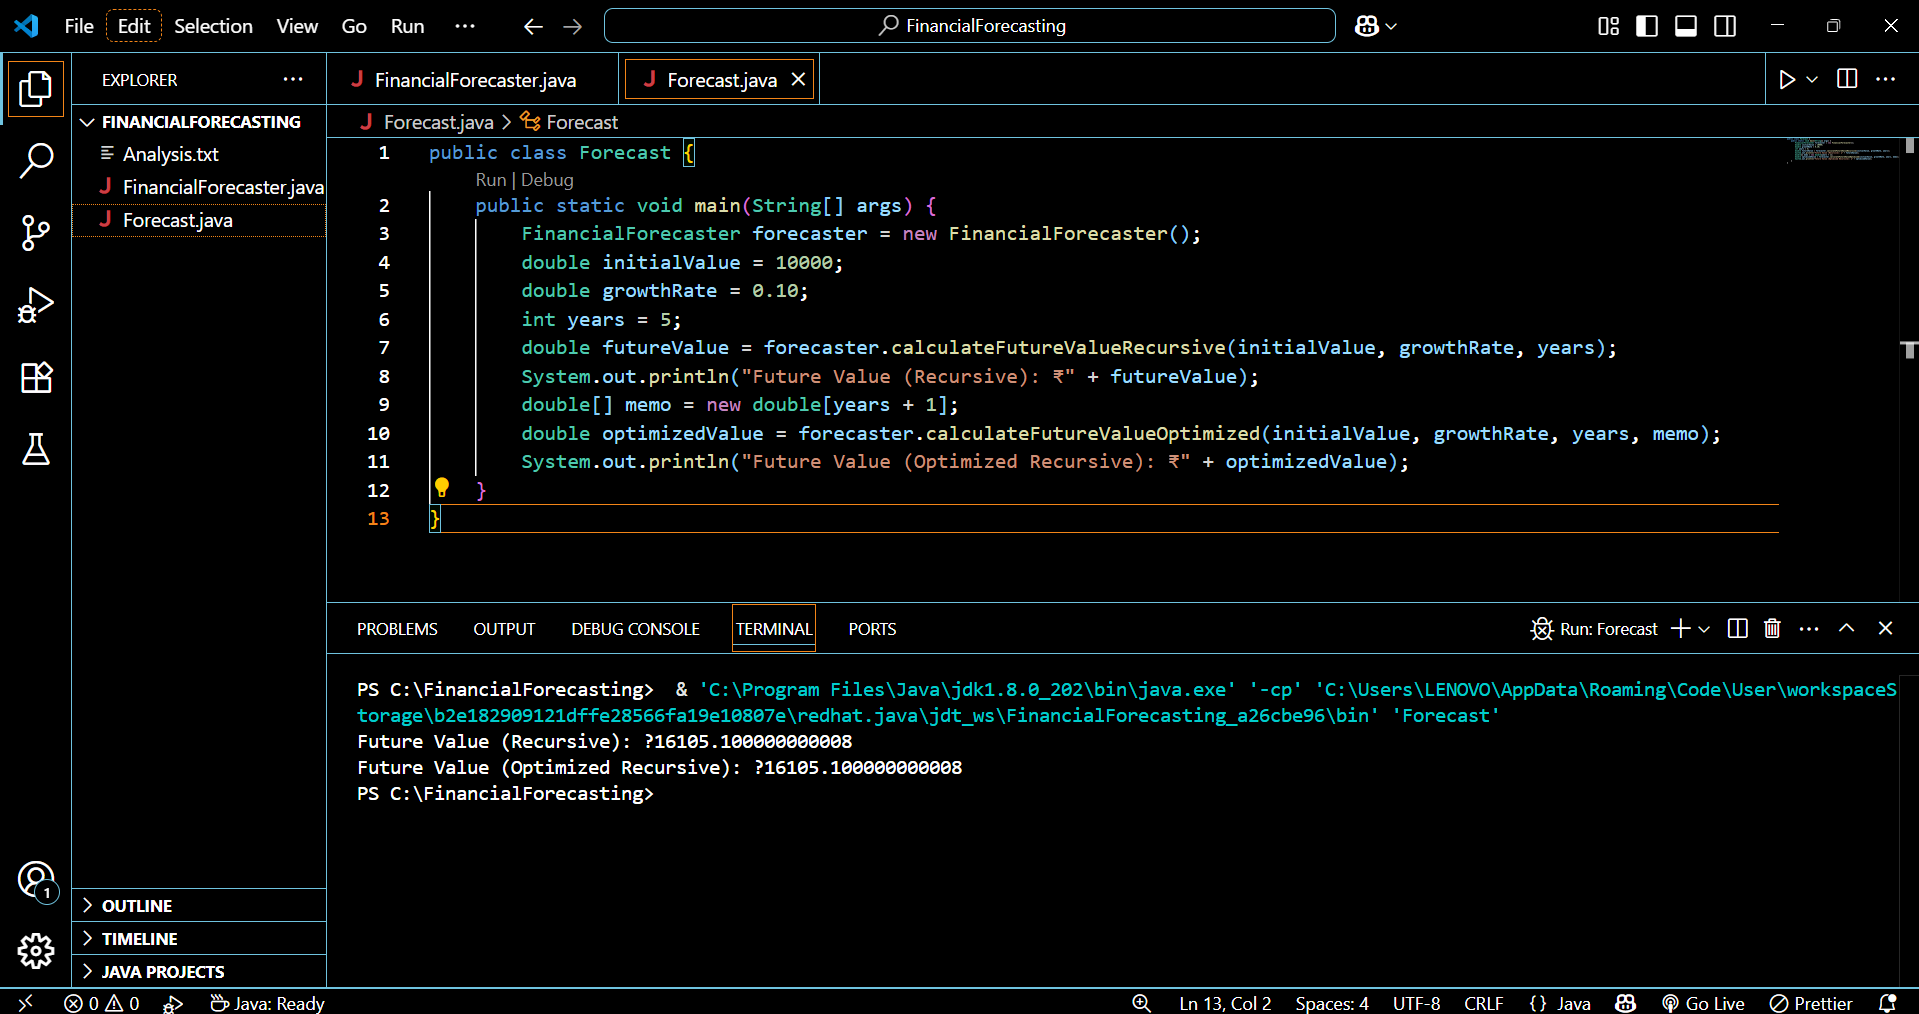 File Edit Selection View Go Run ··· FinancialForecasting
EXPLORER ···
FINANCIALFORECASTING
Analysis.txt
FinancialForecaster.java
Forecast.java
OUTLINE
TIMELINE
JAVA PROJECTS
1
FinancialForecaster.java Forecast.java
Forecast.java > Forecast
1 public class Forecast {
Run | Debug
2 public static void main(String[] args) {
3 FinancialForecaster forecaster = new FinancialForecaster();
4 double initialValue = 10000;
5 double growthRate = 0.10;
6 int years = 5;
7 double futureValue = forecaster.calculateFutureValueRecursive(initialValue, growthRate, years);
8 System.out.println("Future Value (Recursive): ₹" + futureValue);
9 double[] memo = new double[years + 1];
10 double optimizedValue = forecaster.calculateFutureValueOptimized(initialValue, growthRate, years, memo);
11 System.out.println("Future Value (Optimized Recursive): ₹" + optimizedValue);
12 }
13 }
PROBLEMS OUTPUT DEBUG CONSOLE TERMINAL PORTS Run: Forecast
PS C:\FinancialForecasting> & 'C:\Program Files\Java\jdk1.8.0_202\bin\java.exe' '-cp' 'C:\Users\LENOVO\AppData\Roaming\Code\User\workspaceS
torage\b2e182909121dffe28566fa19e10807e\redhat.java\jdt_ws\FinancialForecasting_a26cbe96\bin' 'Forecast'
Future Value (Recursive): ?16105.100000000008
Future Value (Optimized Recursive): ?16105.100000000008
PS C:\FinancialForecasting>
0 0 Java: Ready Ln 13, Col 2 Spaces: 4 UTF-8 CRLF {} Java Go Live Prettier